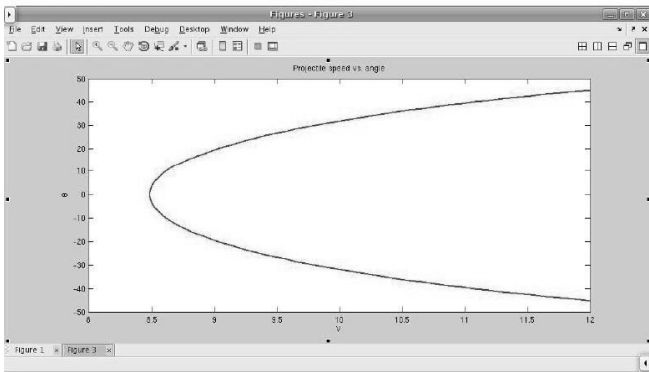 Figures - Figure 3
File Edit View Insert Tools Debug Desktop Window Help
Projectile speed vs. angle
50
40
30
20
10
0
-10
-20
-30
-40
-50
θ
8 8.5 9 9.5 10 10.5 11 11.5 12
V
Figure 1 × Figure 3 ×